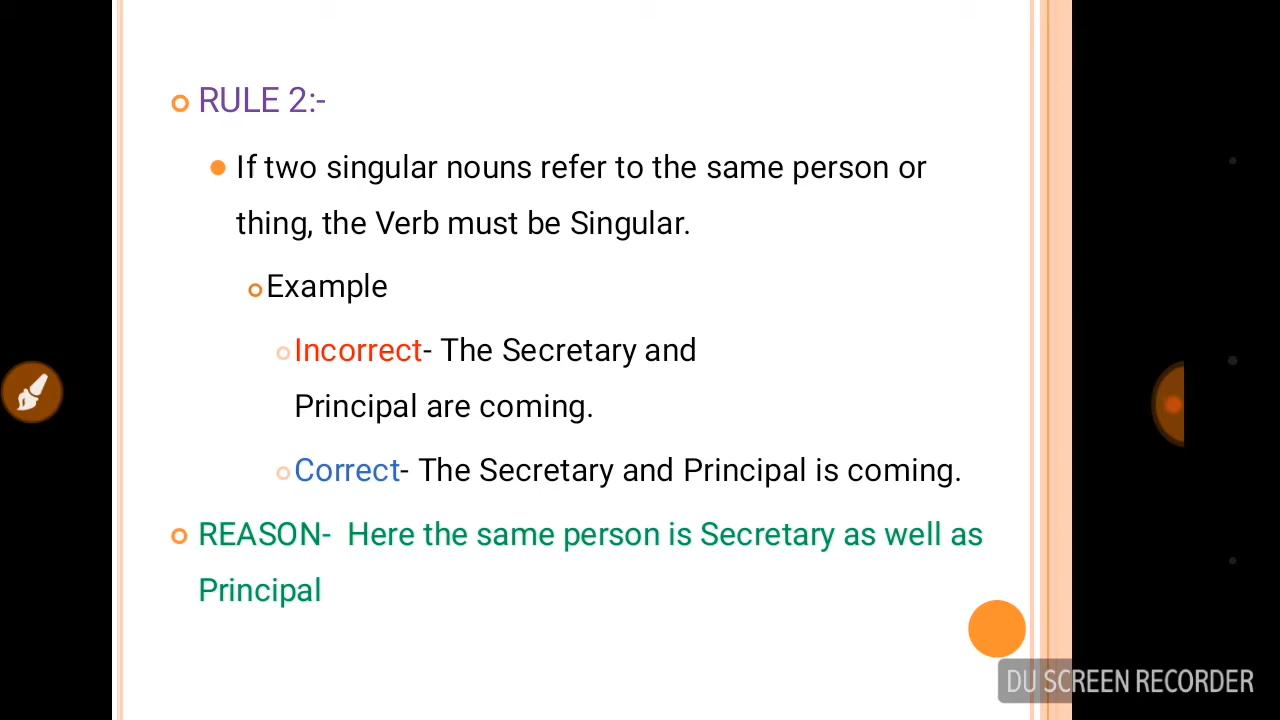 RULE 2:-
If two singular nouns refer to the same person or
thing, the Verb must be Singular.
Example
Incorrect- The Secretary and
Principal are coming.
Correct- The Secretary and Principal is coming.
REASON- Here the same person is Secretary as well as
Principal
DU SCREEN RECORDER